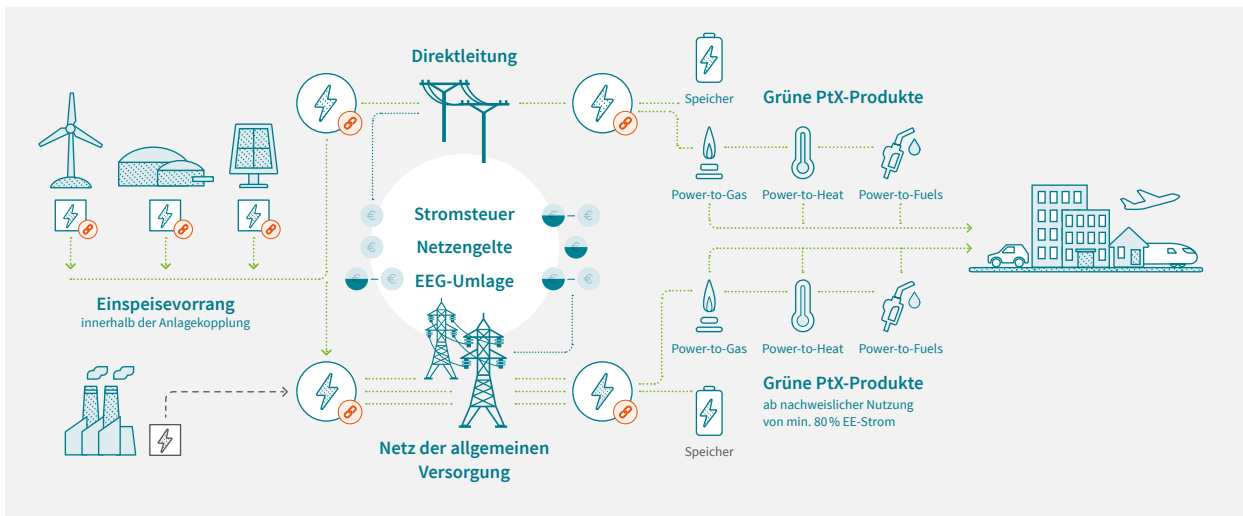 Direktleitung
Speicher
Grüne PtX-Produkte
Power-to-Gas
Power-to-Heat
Power-to-Fuels
€ Stromsteuer € - €
€ Netzengelte €
€ - € EEG-Umlage € - €
Einspeisevorrang
innerhalb der Anlagekopplung
Power-to-Gas
Power-to-Heat
Power-to-Fuels
Grüne PtX-Produkte
ab nachweislicher Nutzung
von min. 80 % EE-Strom
Speicher
Netz der allgemeinen
Versorgung